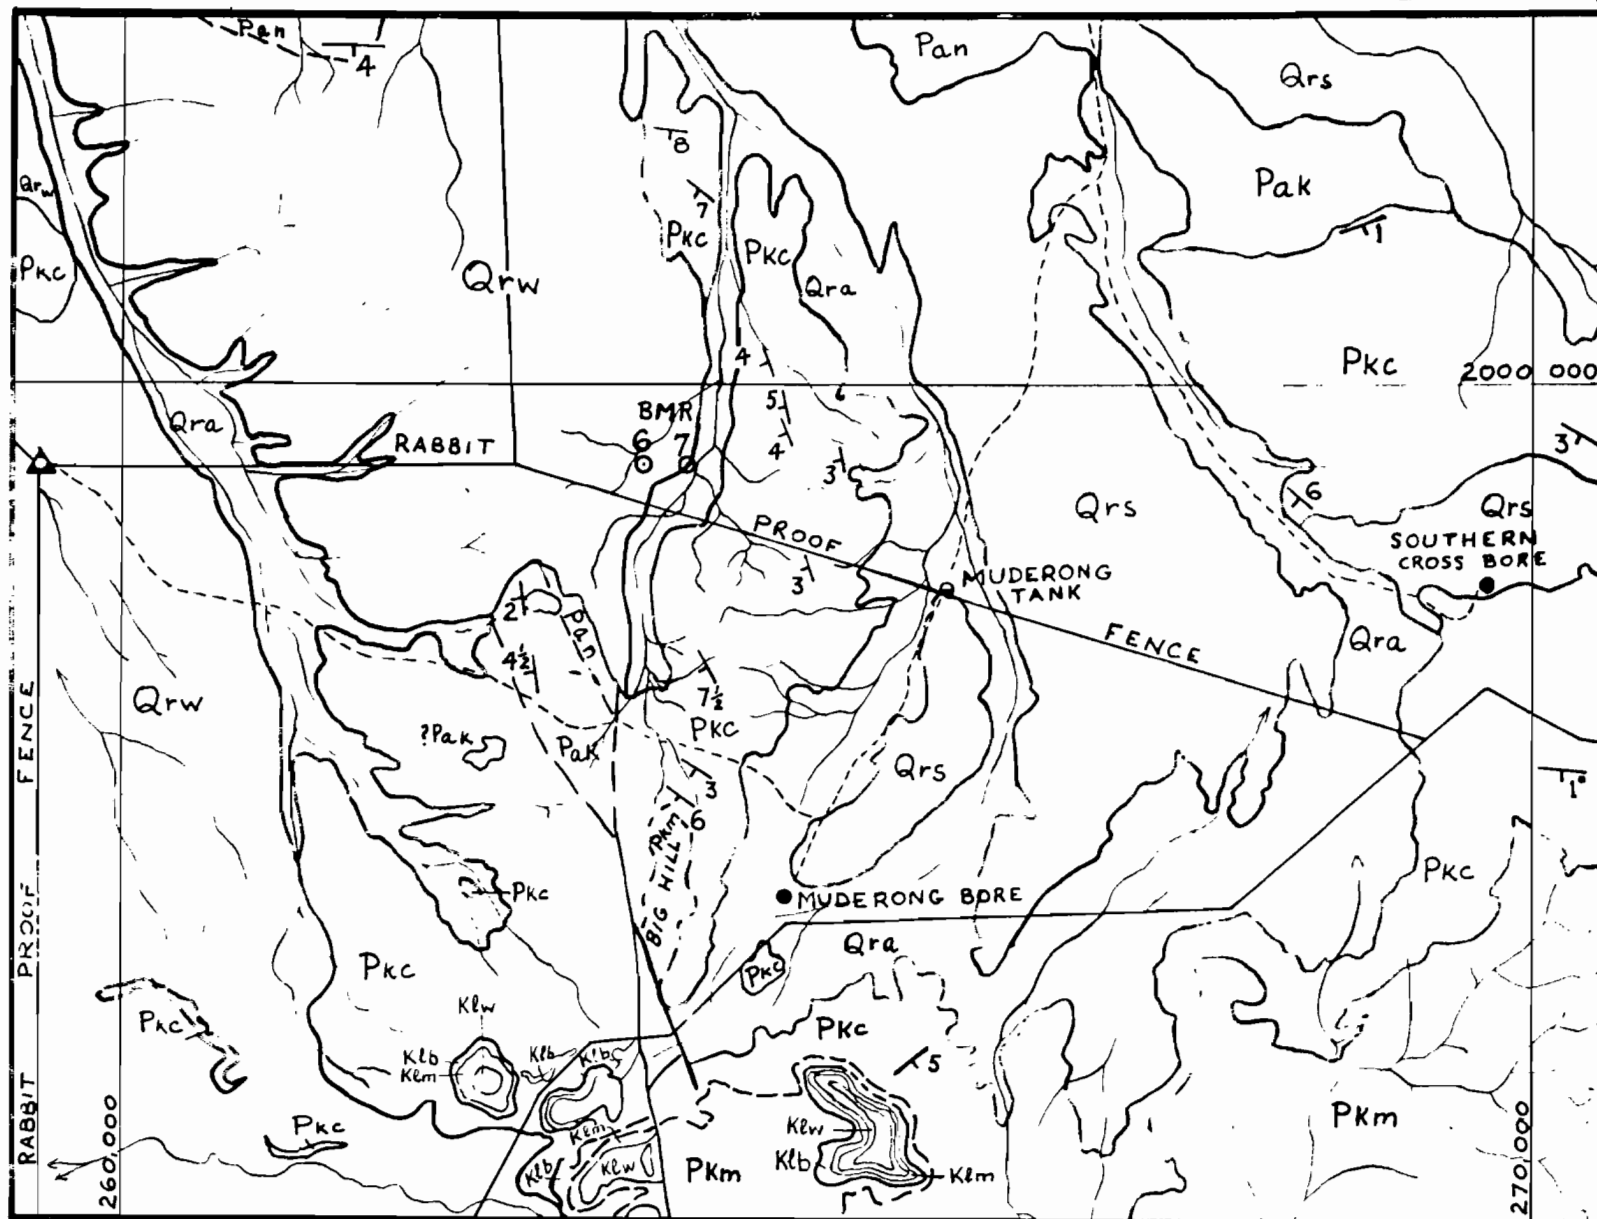 Pan
4
Pan
Qrs
8
Pak
Qrw
7
Pkc
Pkc
1
Pkc
Qrw
Qra
4
Pkc
2000 000
5
Qra
BMR
RABBIT
6
7
4
3
3
6
Qrs
Qrs
PROOF
SOUTHERN
CROSS BORE
3
MUDERONG
TANK
2
Pan
FENCE
Qra
4½
7½
Qrw
Pkc
?Pak
Pak
Qrs
3
1°
6
Pkm
BIG HILL
Pkc
Pkc
MUDERONG BORE
Qra
Pkc
Pkc
Klw
Pkc
Pkc
Klb
Klm
Klb
Klb
5
Pkc
Klm
Klw
Pkm
Klb
Klw
Pkm
Klb
Klm
RABBIT PROOF FENCE
260,000
270,000